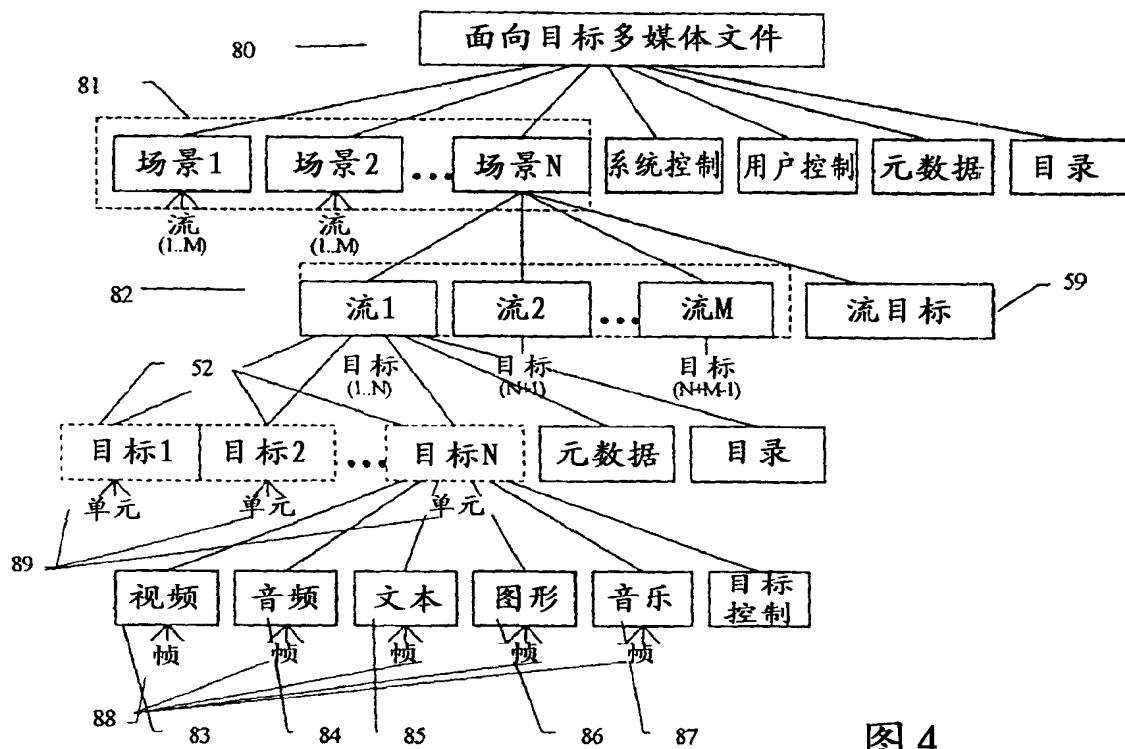 80
面向目标多媒体文件
81
场景1
场景2
...
场景N
系统控制
用户控制
元数据
目录
流
(1..M)
流
(1..M)
82
流1
流2
...
流M
流目标
59
52
目标
(1..N)
目标
(N+1)
目标
(N+M-1)
目标1
目标2
...
目标N
元数据
目录
单元
单元
89
视频
音频
文本
图形
音乐
目标
控制
帧
帧
帧
帧
帧
88
83
84
85
86
87
图4